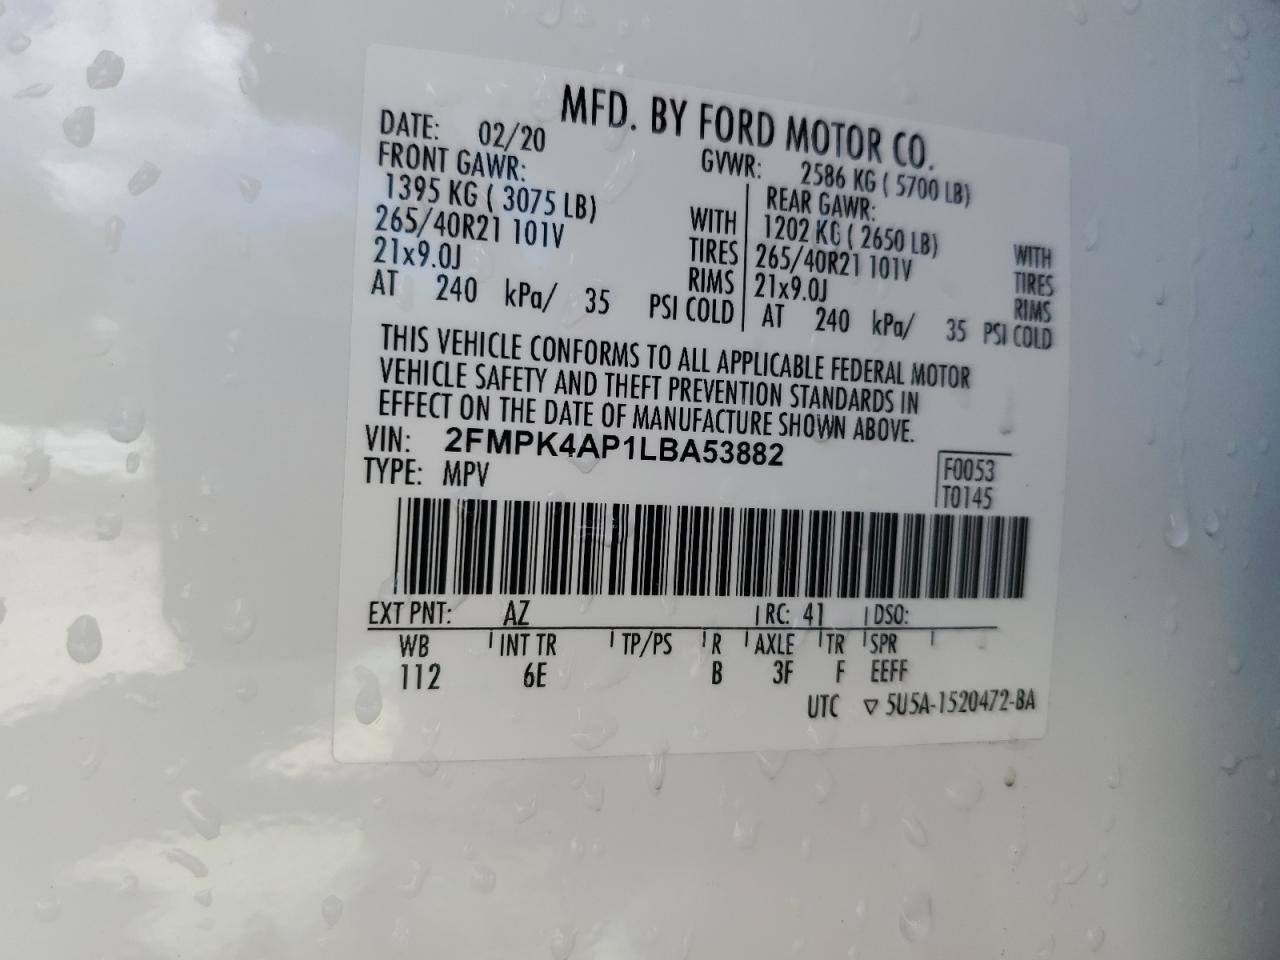 MFD. BY FORD MOTOR CO.
DATE: 02/20 GVWR: 2586 KG ( 5700 LB)
FRONT GAWR: REAR GAWR:
1395 KG ( 3075 LB) WITH 1202 KG ( 2650 LB) WITH
265/40R21 101V TIRES 265/40R21 101V TIRES
21x9.0J RIMS 21x9.0J RIMS
AT 240 kPa/ 35 PSI COLD AT 240 kPa/ 35 PSI COLD
THIS VEHICLE CONFORMS TO ALL APPLICABLE FEDERAL MOTOR
VEHICLE SAFETY AND THEFT PREVENTION STANDARDS IN
EFFECT ON THE DATE OF MANUFACTURE SHOWN ABOVE.
VIN: 2FMPK4AP1LBA53882
TYPE: MPV
F0053
T0145
EXT PNT: AZ RC: 41 DSO:
WB INT TR TP/PS R AXLE TR SPR
112 6E B 3F F EEFF
UTC ▽ 5U5A-1520472-BA